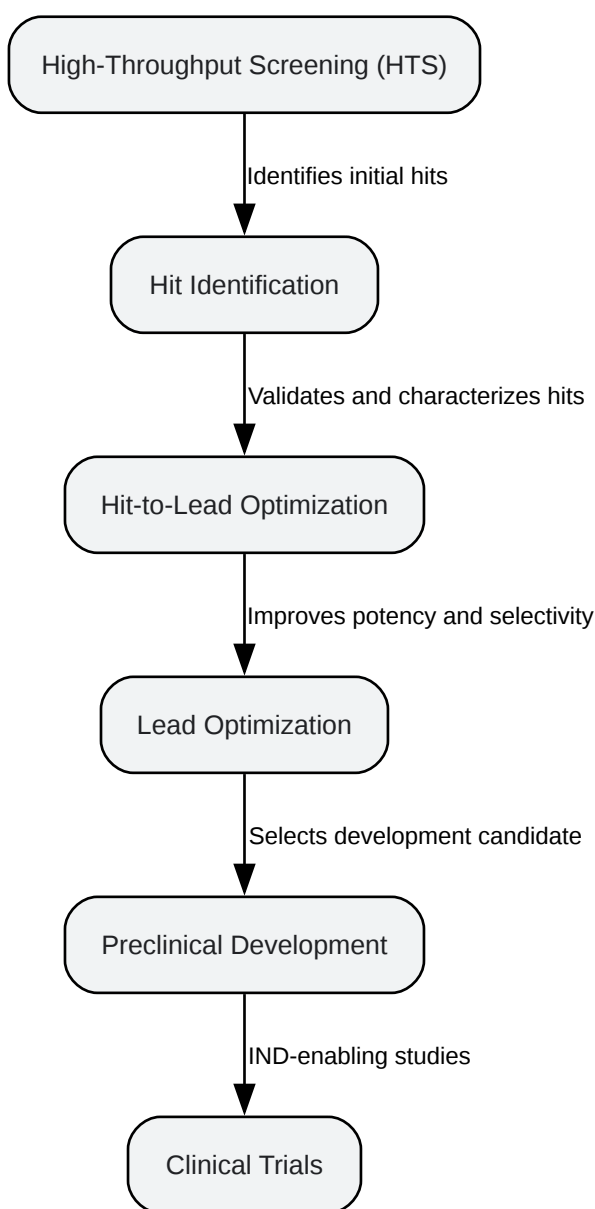 High-Throughput Screening (HTS)
Identifies initial hits
Hit Identification
Validates and characterizes hits
Hit-to-Lead Optimization
Improves potency and selectivity
Lead Optimization
Selects development candidate
Preclinical Development
IND-enabling studies
Clinical Trials